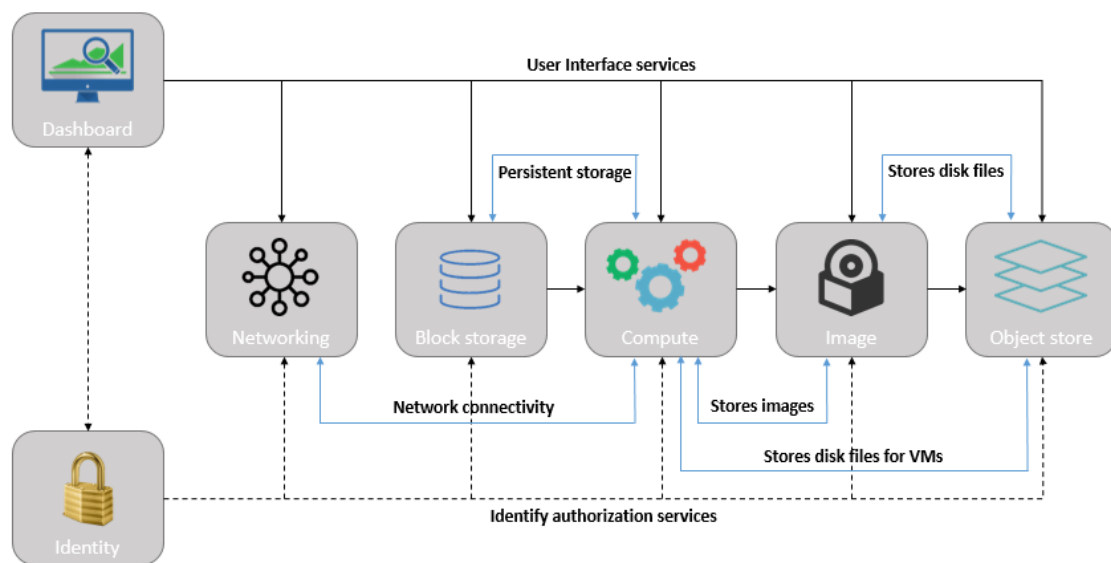 User Interface services
Dashboard
Persistent storage
Stores disk files
Networking
Block storage
Compute
Image
Object store
Network connectivity
Stores images
Stores disk files for VMs
Identify authorization services
Identity